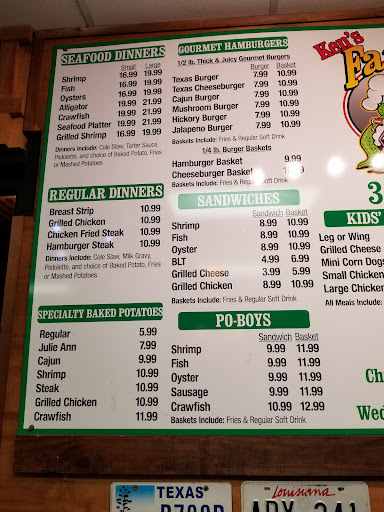 SEAFOOD DINNERS
Small Large
Shrimp 16.99 19.99
Fish 16.99 19.99
Oysters 16.99 19.99
Alligator 19.99 21.99
Crawfish 19.99 21.99
Seafood Platter 19.99 21.99
Grilled Shrimp 16.99 19.99
Dinners Include: Cole Slaw, Tarter Sauce,
Pistolette, and choice of Baked Potato, Fries
or Mashed Potatoes
REGULAR DINNERS
Breast Strip 10.99
Grilled Chicken 10.99
Chicken Fried Steak 10.99
Hamburger Steak 10.99
Dinners Include: Cole Slaw, Milk Gravy,
Pistolette, and choice of Baked Potato, Fries
or Mashed Potatoes
SPECIALTY BAKED POTATOES
Regular 5.99
Julie Ann 7.99
Cajun 9.99
Shrimp 10.99
Steak 10.99
Grilled Chicken 10.99
Crawfish 11.99
GOURMET HAMBURGERS
1/2 lb. Thick & Juicy Gourmet Burgers
Burger Basket
Texas Burger 7.99 10.99
Texas Cheeseburger 7.99 10.99
Cajun Burger 7.99 10.99
Mushroom Burger 7.99 10.99
Hickory Burger 7.99 10.99
Jalapeno Burger 7.99 10.99
Baskets Include: Fries & Regular Soft Drink
1/4 lb. Burger Baskets
Hamburger Basket 9.99
Cheeseburger Basket 10.99
Baskets Include: Fries & Regular Soft Drink
SANDWICHES
Sandwich Basket
Shrimp 8.99 10.99
Fish 8.99 10.99
Oyster 8.99 10.99
BLT 4.99 6.99
Grilled Cheese 3.99 5.99
Grilled Chicken 8.99 10.99
Baskets Include: Fries & Regular Soft Drink
PO-BOYS
Sandwich Basket
Shrimp 9.99 11.99
Fish 9.99 11.99
Oyster 9.99 11.99
Sausage 9.99 11.99
Crawfish 10.99 12.99
Baskets Include: Fries & Regular Soft Drink
Ken's
Fa
3
KIDS'
Leg or Wing
Grilled Cheese
Mini Corn Dogs
Small Chicken
Large Chicken
All Meals Include:
Ch
Wed
TEXAS
Louisiana